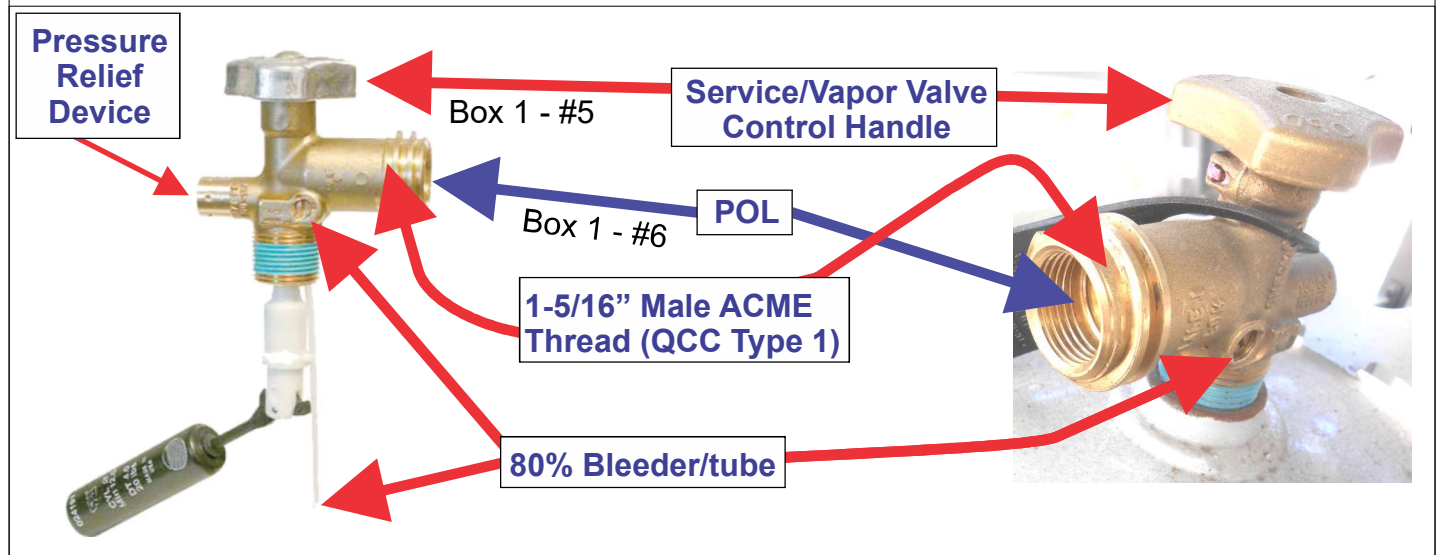 Pressure
Relief
Device
Box 1 - #5
Service/Vapor Valve
Control Handle
Box 1 - #6
POL
1-5/16” Male ACME
Thread (QCC Type 1)
80% Bleeder/tube